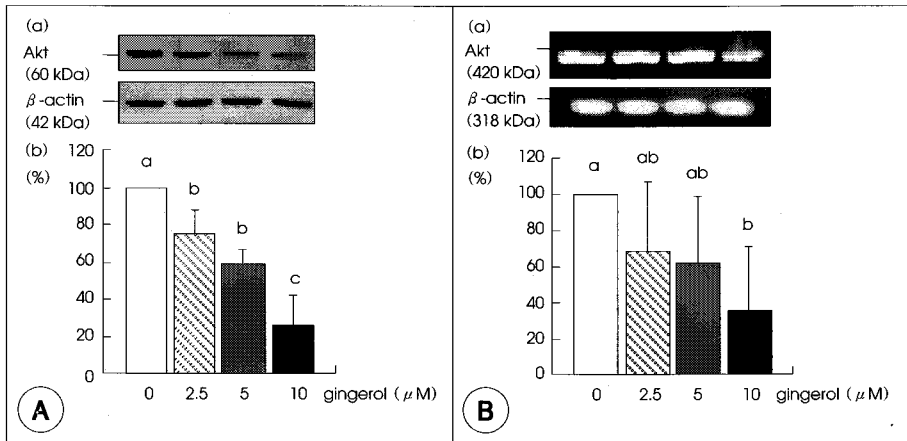 (a)
Akt
(60 kDa)
β-actin
(42 kDa)
(b)
(%)
120
100
80
60
40
20
0
a
b
b
c
0 2.5 5 10 gingerol (μM)
A
(a)
Akt
(420 kDa)
β-actin
(318 kDa)
(b)
(%)
120
100
80
60
40
20
0
a
ab
ab
b
0 2.5 5 10 gingerol (μM)
B